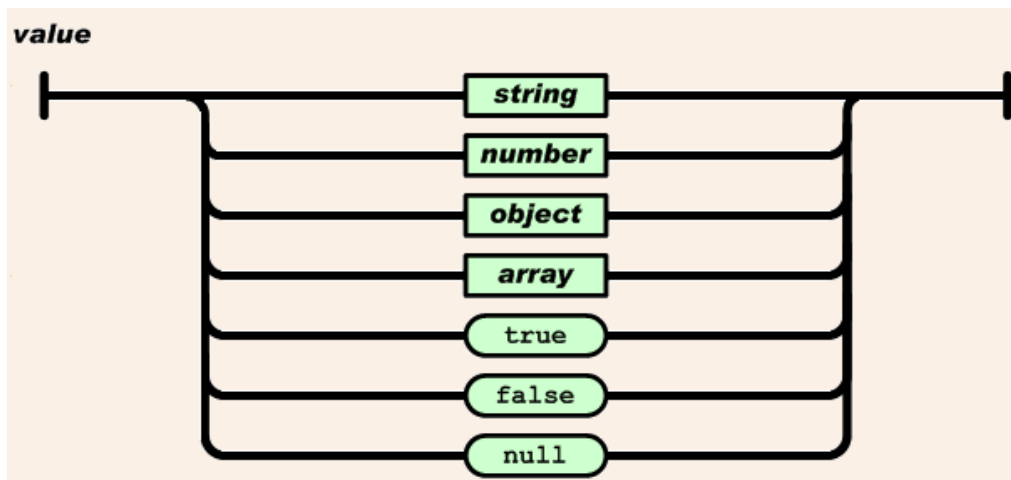 value
string
number
object
array
true
false
null